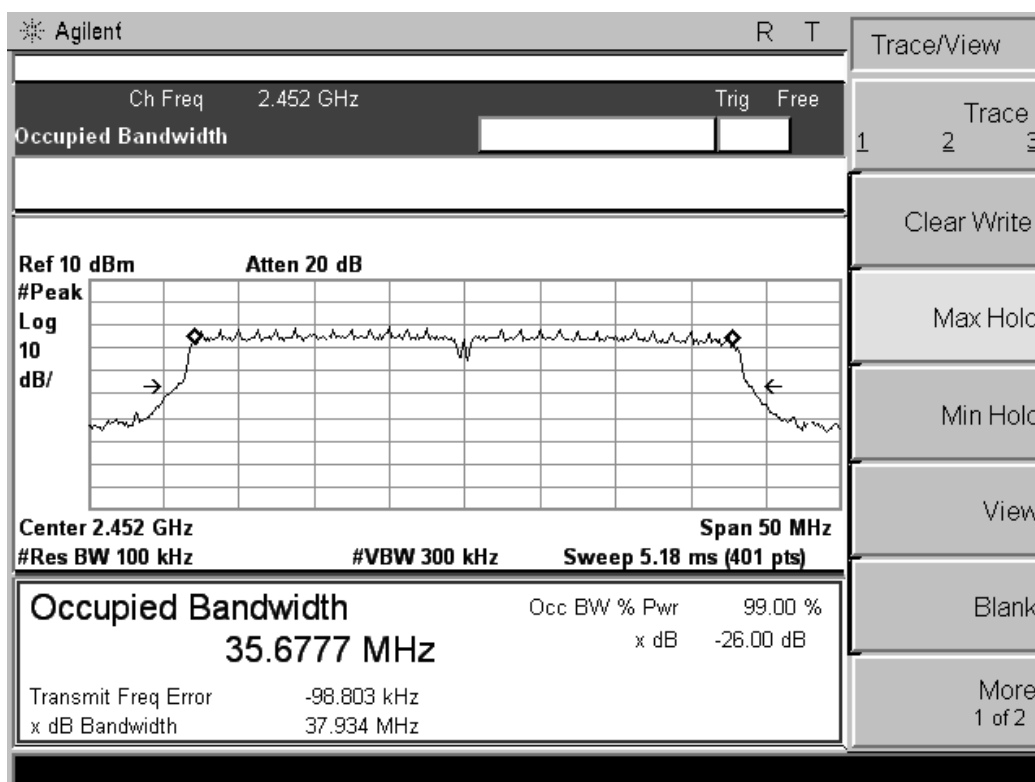 Agilent
R T
Trace/View
Ch Freq 2.452 GHz
Trig Free
Occupied Bandwidth
Trace
1 2 3
Clear Write
Ref 10 dBm
Atten 20 dB
#Peak
Log
10
dB/
Max Hold
Min Hold
View
Center 2.452 GHz
Span 50 MHz
#Res BW 100 kHz
#VBW 300 kHz
Sweep 5.18 ms (401 pts)
Occupied Bandwidth
35.6777 MHz
Occ BW % Pwr 99.00 %
x dB -26.00 dB
Transmit Freq Error -98.803 kHz
x dB Bandwidth 37.934 MHz
Blank
More
1 of 2